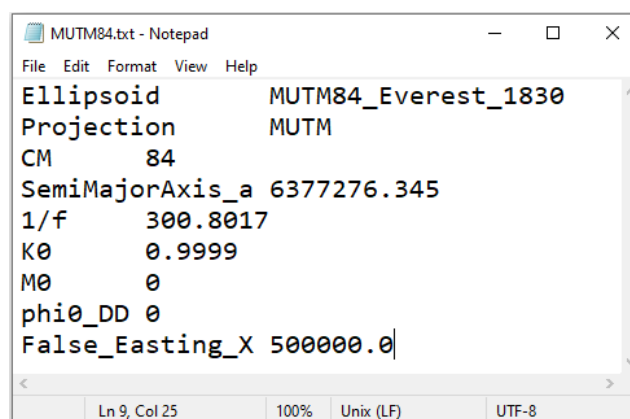 MUTM84.txt - Notepad
File Edit Format View Help
Ellipsoid MUTM84_Everest_1830
Projection MUTM
CM 84
SemiMajorAxis_a 6377276.345
1/f 300.8017
K0 0.9999
M0 0
phi0_DD 0
False_Easting_X 500000.0
Ln 9, Col 25 100% Unix (LF) UTF-8